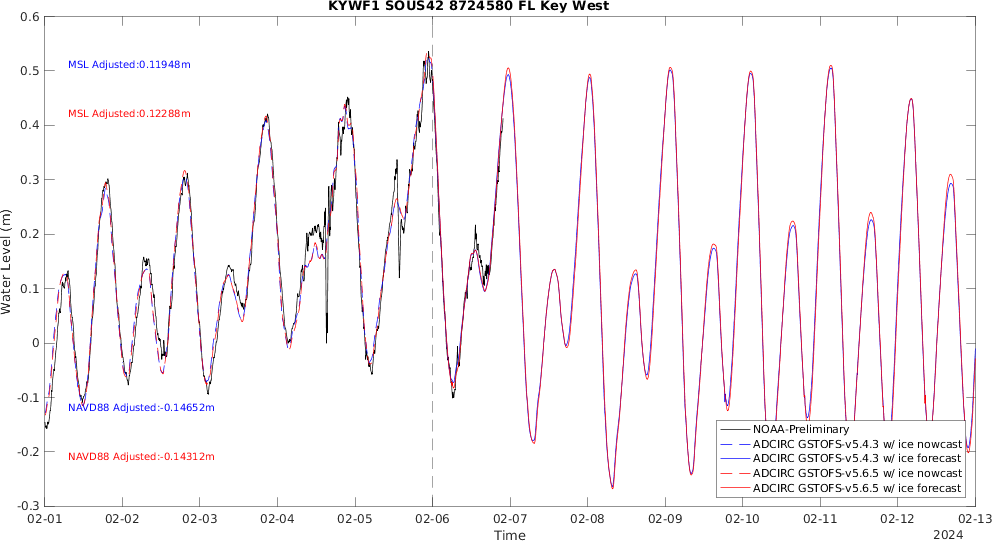 KYWF1 SOUS42 8724580 FL Key West
0.6
0.5
0.4
0.3
0.2
0.1
0
-0.1
-0.2
-0.3
Water Level (m)
MSL Adjusted:0.11948m
MSL Adjusted:0.12288m
NAVD88 Adjusted:-0.14652m
NAVD88 Adjusted:-0.14312m
NOAA-Preliminary
ADCIRC GSTOFS-v5.4.3 w/ ice nowcast
ADCIRC GSTOFS-v5.4.3 w/ ice forecast
ADCIRC GSTOFS-v5.6.5 w/ ice nowcast
ADCIRC GSTOFS-v5.6.5 w/ ice forecast
02-01 02-02 02-03 02-04 02-05 02-06 02-07 02-08 02-09 02-10 02-11 02-12 02-13
Time
2024